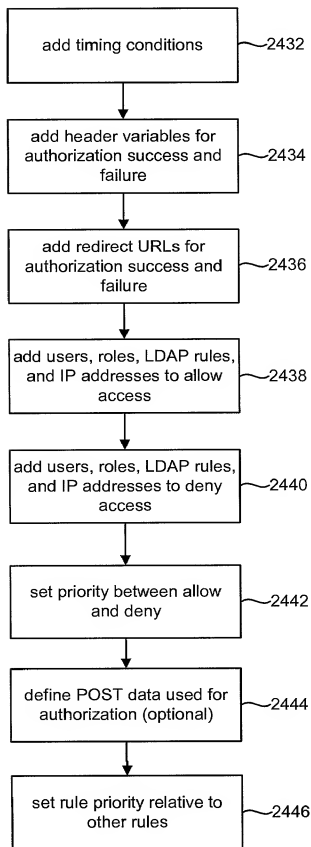 add timing conditions
2432
add header variables for
authorization success and
failure
2434
add redirect URLs for
authorization success and
failure
2436
add users, roles, LDAP rules,
and IP addresses to allow
access
2438
add users, roles, LDAP rules,
and IP addresses to deny
access
2440
set priority between allow
and deny
2442
define POST data used for
authorization (optional)
2444
set rule priority relative to
other rules
2446